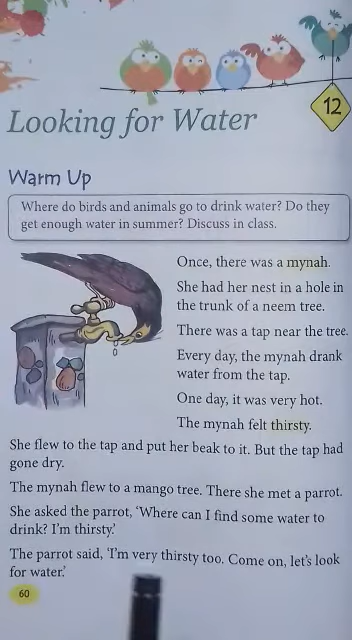 12
Looking for Water
Warm Up
Where do birds and animals go to drink water? Do they
get enough water in summer? Discuss in class.
Once, there was a mynah.
She had her nest in a hole in
the trunk of a neem tree.
There was a tap near the tree.
Every day, the mynah drank
water from the tap.
One day, it was very hot.
The mynah felt thirsty.
She flew to the tap and put her beak to it. But the tap had
gone dry.
The mynah flew to a mango tree. There she met a parrot.
She asked the parrot, ‘Where can I find some water to
drink? I’m thirsty.’
The parrot said, ‘I’m very thirsty too. Come on, let’s look
for water.’
60